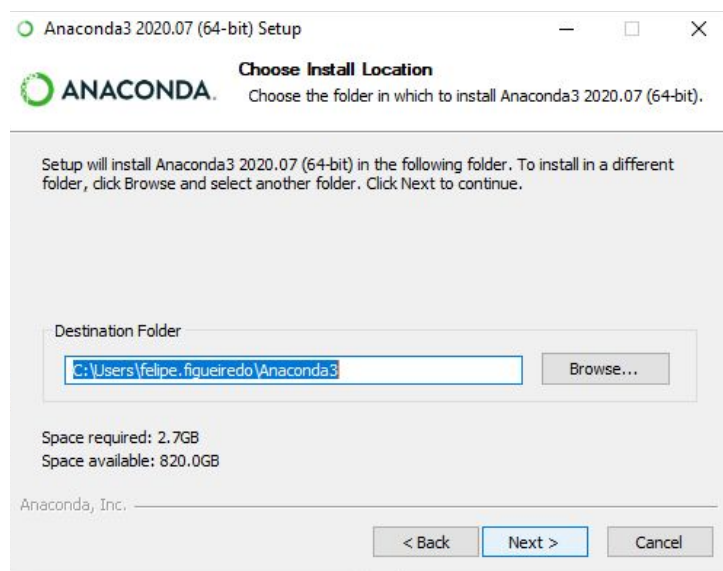 Anaconda3 2020.07 (64-bit) Setup
ANACONDA.
Choose Install Location
Choose the folder in which to install Anaconda3 2020.07 (64-bit).
Setup will install Anaconda3 2020.07 (64-bit) in the following folder. To install in a different
folder, click Browse and select another folder. Click Next to continue.
Destination Folder
C:\Users\felipe.figueiredo\Anaconda3
Browse...
Space required: 2.7GB
Space available: 820.0GB
Anaconda, Inc.
< Back
Next >
Cancel